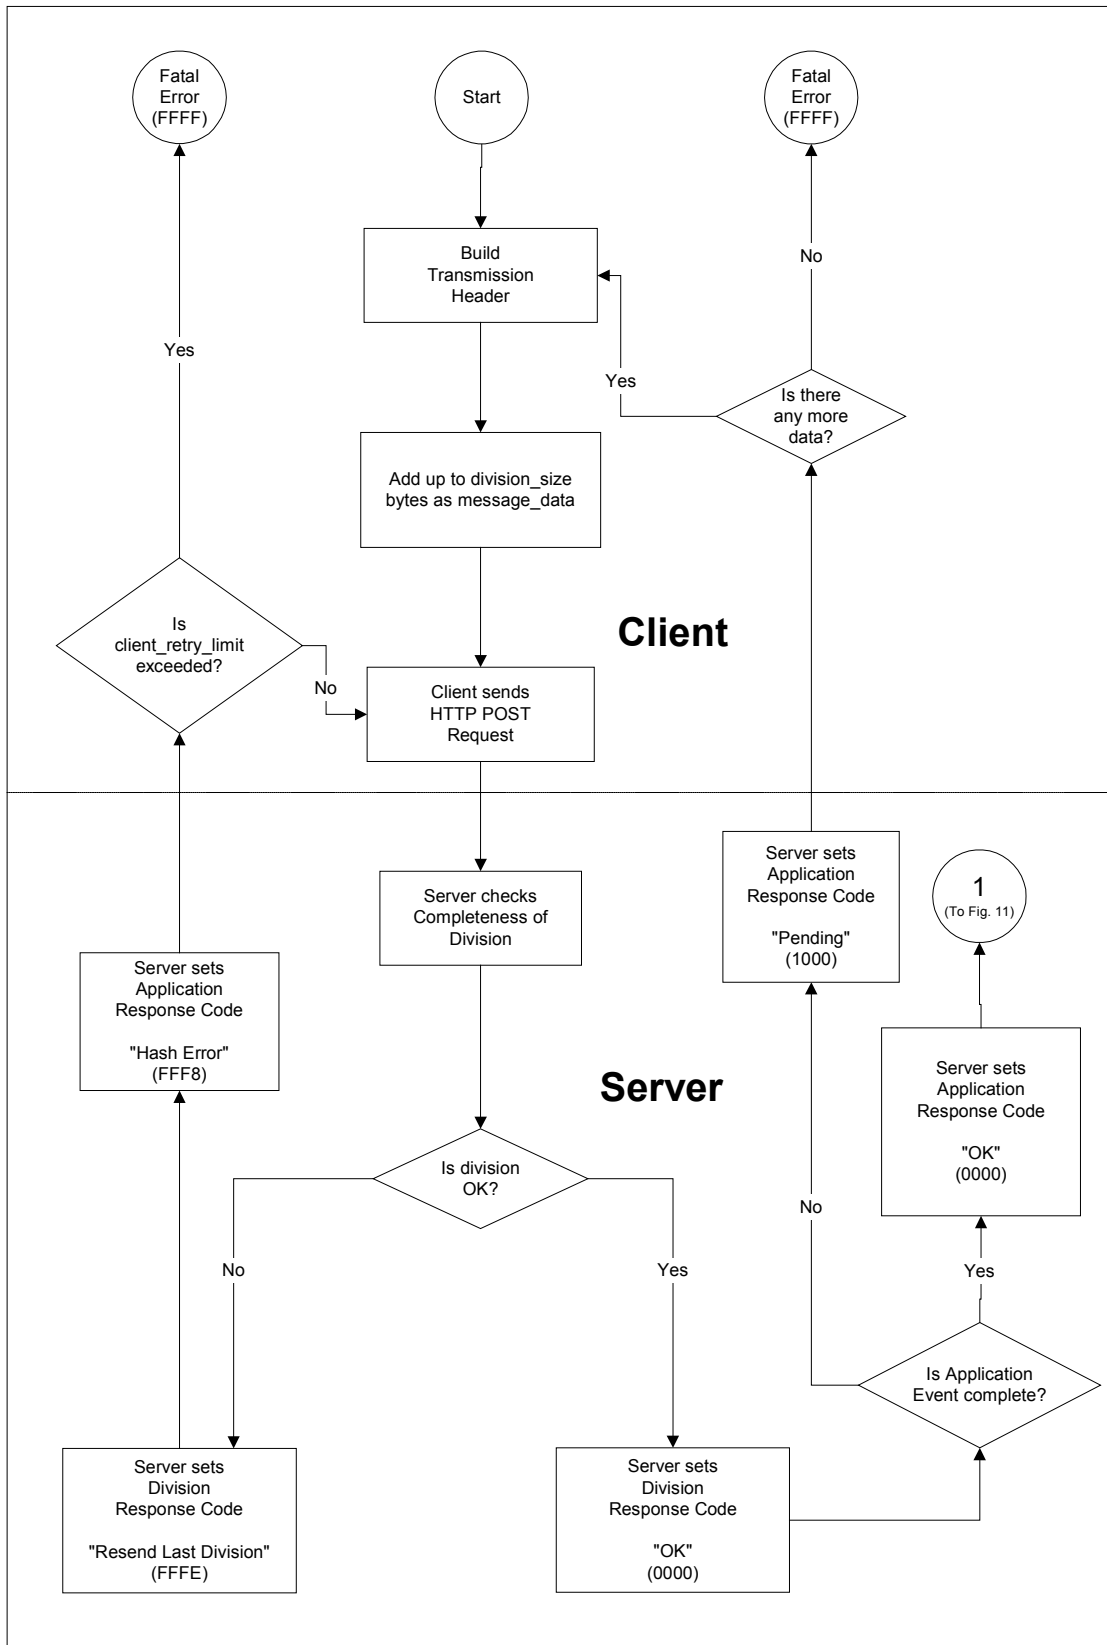 Fatal
Error
(FFFF)
Start
Fatal
Error
(FFFF)
Build
Transmission
Header
No
Yes
Yes
Is there
any more
data?
Add up to division_size
bytes as message_data
Is
client_retry_limit
exceeded?
Client
No
Client sends
HTTP POST
Request
Server sets
Application
Response Code
"Pending"
(1000)
1
(To Fig. 11)
Server checks
Completeness of
Division
Server sets
Application
Response Code
"Hash Error"
(FFF8)
Server
Server sets
Application
Response Code
"OK"
(0000)
Is division
OK?
No
No
Yes
Yes
Is Application
Event complete?
Server sets
Division
Response Code
"Resend Last Division"
(FFFE)
Server sets
Division
Response Code
"OK"
(0000)